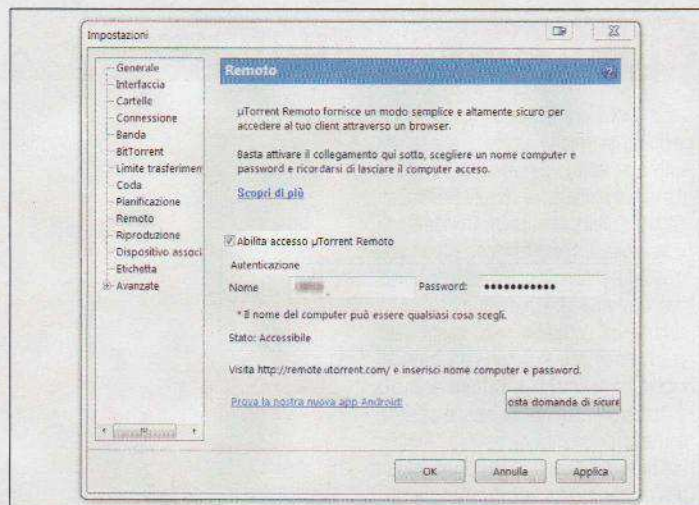 Impostazioni
Generale
Interfaccia
Cartelle
Connessione
Banda
BitTorrent
Limite trasferimen
Coda
Pianificazione
Remoto
Riproduzione
Dispositivo associ
Etichetta
Avanzate
Remoto
µTorrent Remoto fornisce un modo semplice e altamente sicuro per
accedere al tuo client attraverso un browser.
Basta attivare il collegamento qui sotto, scegliere un nome computer e
password e ricordarsi di lasciare il computer acceso.
Scopri di più
Abilita accesso µTorrent Remoto
Autenticazione
Nome Password: •••••••••••
* Il nome del computer può essere qualsiasi cosa scegli.
Stato: Accessibile
Visita http://remote.utorrent.com/ e inserisci nome computer e password.
Prova la nostra nuova app Android! osta domanda di sicure
OK Annulla Applica